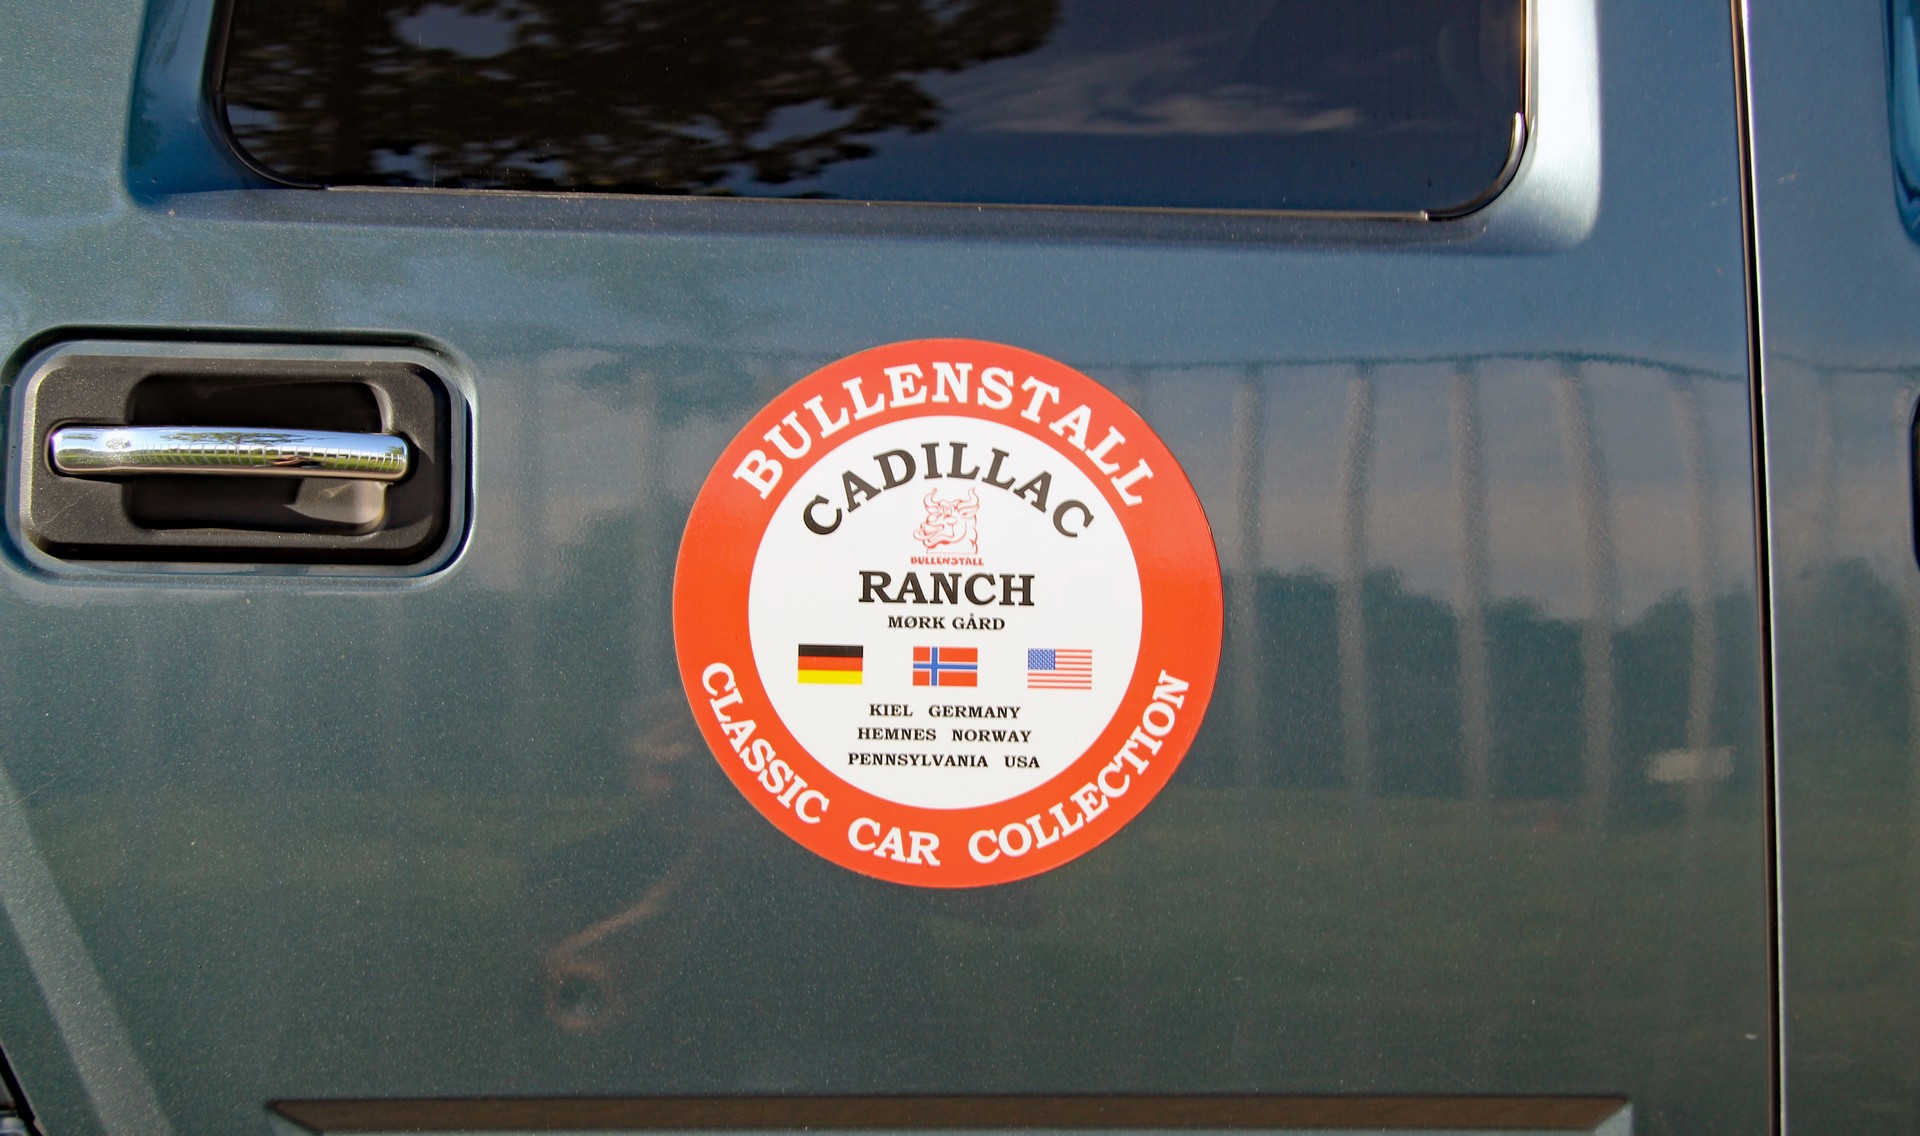 BULLENSTALL
CADILLAC
BULLENSTALL
RANCH
MØRK GÅRD
KIEL GERMANY
HEMNES NORWAY
PENNSYLVANIA USA
CLASSIC CAR COLLECTION